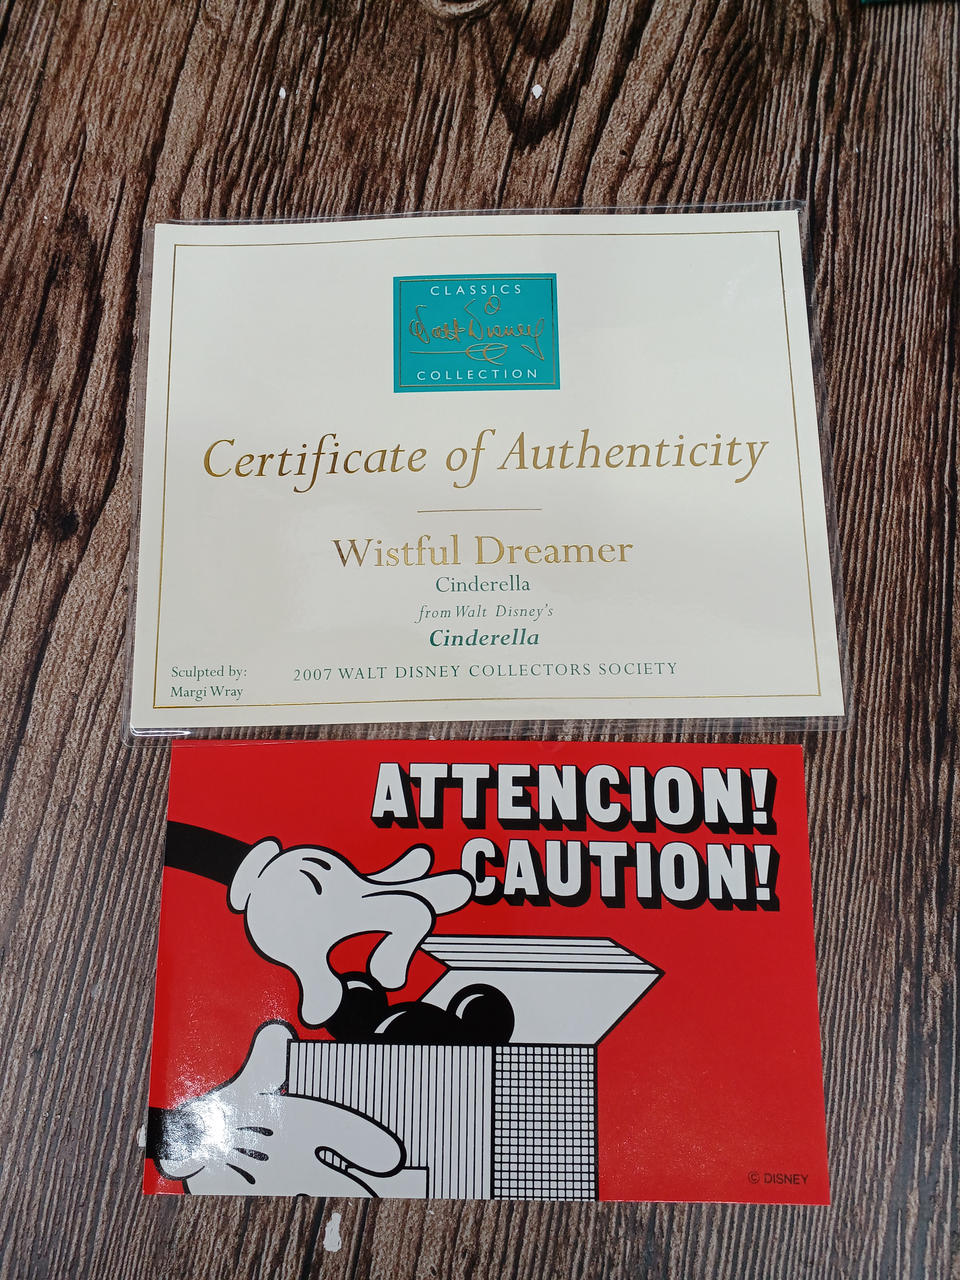 CLASSICS
Walt Disney
COLLECTION
Certificate of Authenticity
Wistful Dreamer
Cinderella
from Walt Disney's
Cinderella
Sculpted by:
Margi Wray
2007 WALT DISNEY COLLECTORS SOCIETY
ATTENCION!
CAUTION!
© DISNEY